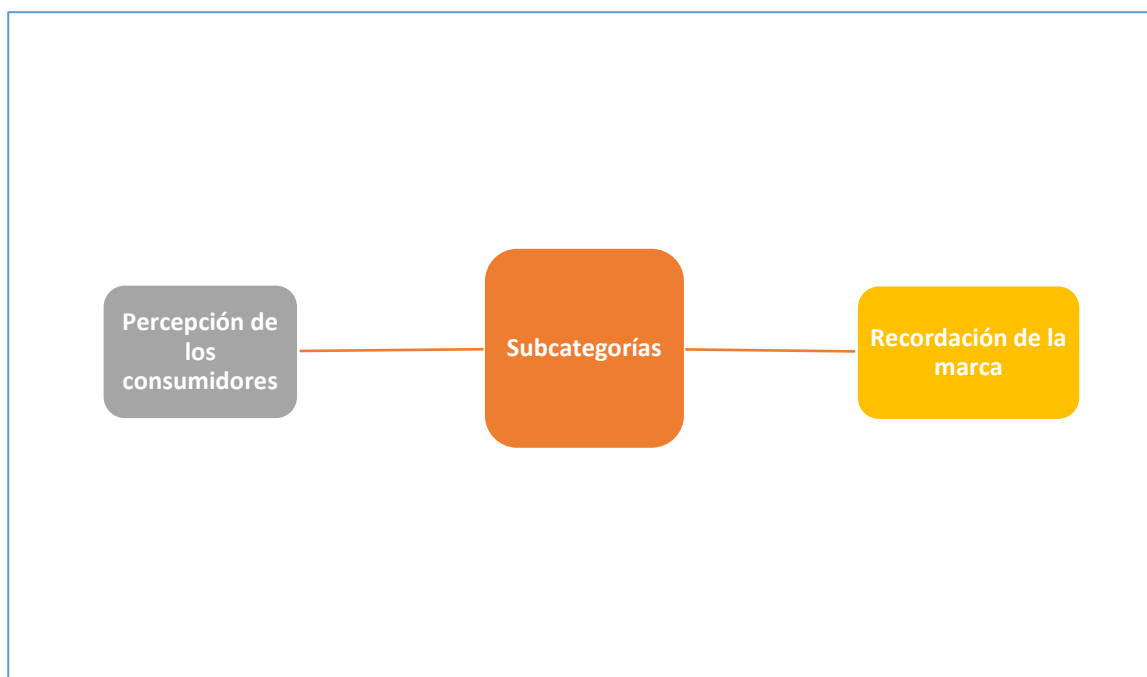 Percepción de
los
consumidores
Subcategorías
Recordación de la
marca